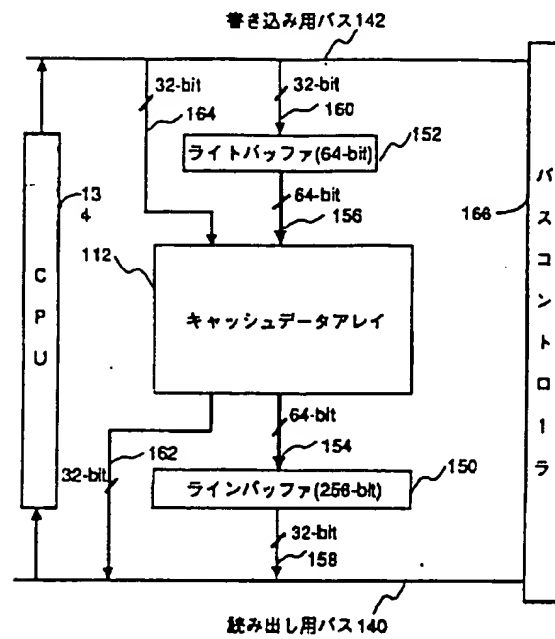 書き込み用バス142
32-bit
164
32-bit
160
ライトバッファ(64-bit)
152
64-bit
156
13
4
CPU
112
キャッシュデータアレイ
166
バスコントローラ
64-bit
154
162
32-bit
ラインバッファ(256-bit)
150
32-bit
158
読み出し用バス140